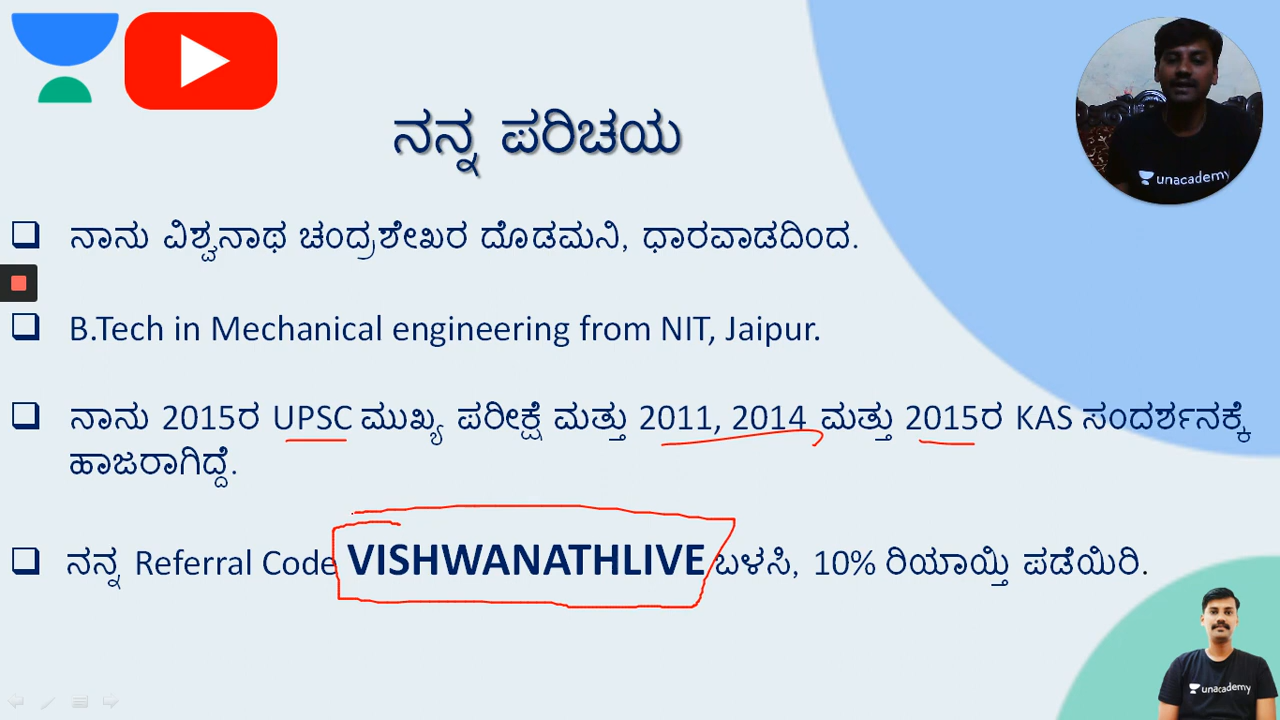 ನನ್ನ ಪರಿಚಯ
unacademy
ನಾನು ವಿಶ್ವನಾಥ ಚಂದ್ರಶೇಖರ ದೊಡಮನಿ, ಧಾರವಾಡದಿಂದ.
B.Tech in Mechanical engineering from NIT, Jaipur.
ನಾನು 2015ರ UPSC ಮುಖ್ಯ ಪರೀಕ್ಷೆ ಮತ್ತು 2011, 2014 ಮತ್ತು 2015ರ KAS ಸಂದರ್ಶನಕ್ಕೆ
ಹಾಜರಾಗಿದ್ದೆ.
ನನ್ನ Referral Code VISHWANATHLIVE ಬಳಸಿ, 10% ರಿಯಾಯ್ತಿ ಪಡೆಯಿರಿ.
unacademy